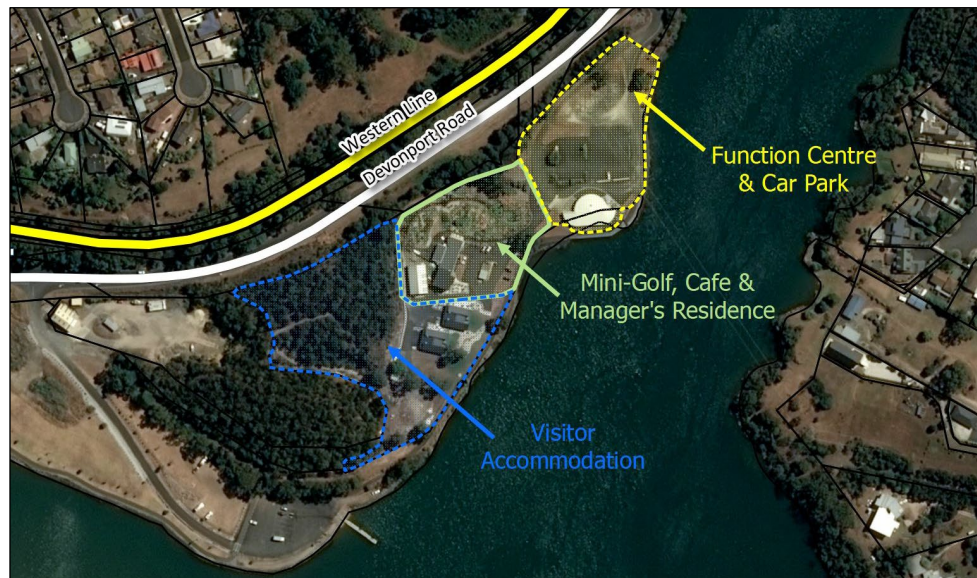 Western Line
Devonport Road
Function Centre
& Car Park
Mini-Golf, Cafe &
Manager's Residence
Visitor
Accommodation